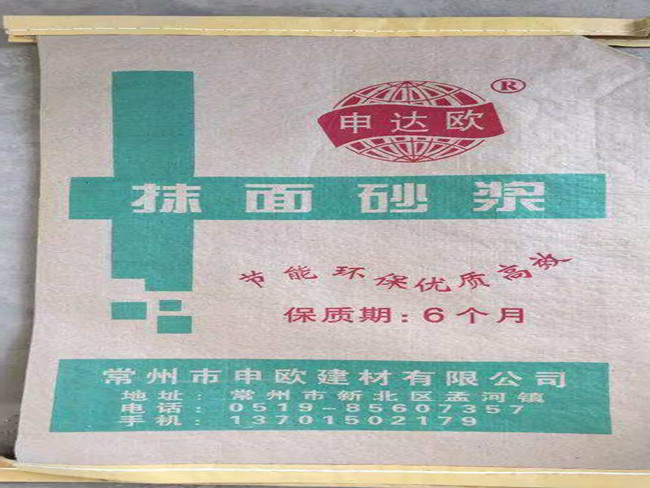 ®
申达欧
抹面砂浆
节能环保优质高效
保质期：6个月
常州市申欧建材有限公司
地址：常州市新北区孟河镇
电话：0519-85607357
手机：13701502179